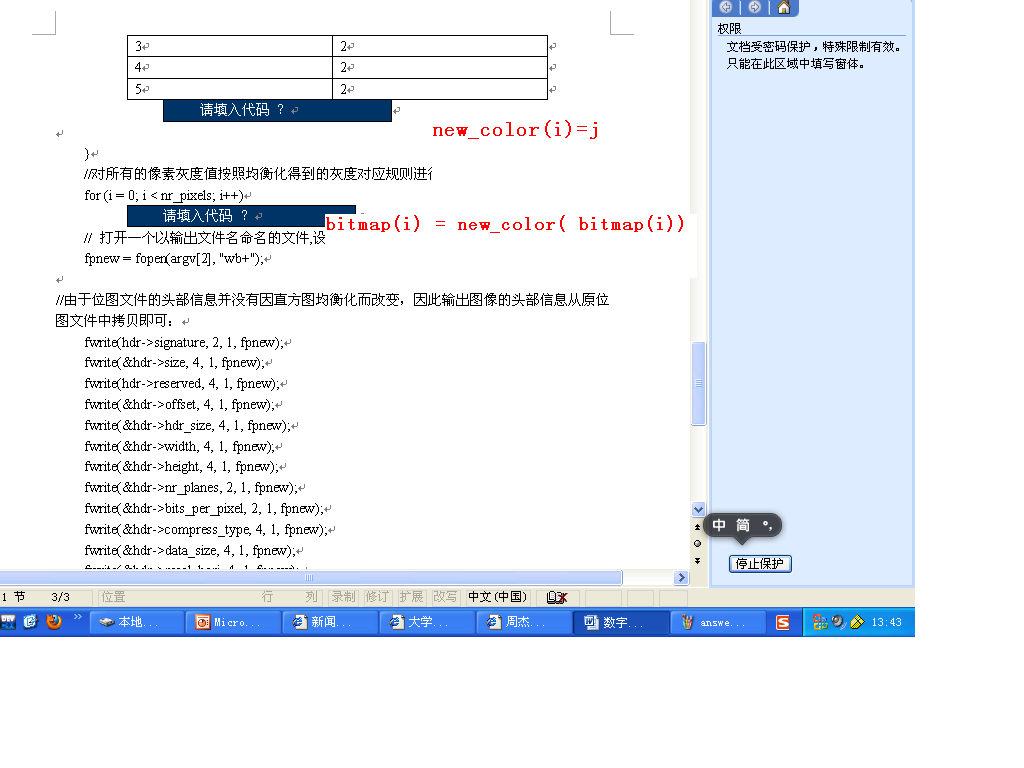 权限
文档受密码保护，特殊限制有效。
只能在此区域中填写窗体。
3 2
4 2
5 2
请填入代码 ？
new_color(i)=j
}
//对所有的像素灰度值按照均衡化得到的灰度对应规则进行
for (i = 0; i < nr_pixels; i++)
请填入代码 ？
bitmap(i) = new_color( bitmap(i))
// 打开一个以输出文件名命名的文件,设
fpnew = fopen(argv[2], "wb+");
//由于位图文件的头部信息并没有因直方图均衡化而改变，因此输出图像的头部信息从原位
图文件中拷贝即可：
fwrite(hdr->signature, 2, 1, fpnew);
fwrite(&hdr->size, 4, 1, fpnew);
fwrite(hdr->reserved, 4, 1, fpnew);
fwrite(&hdr->offset, 4, 1, fpnew);
fwrite(&hdr->hdr_size, 4, 1, fpnew);
fwrite(&hdr->width, 4, 1, fpnew);
fwrite(&hdr->height, 4, 1, fpnew);
fwrite(&hdr->nr_planes, 2, 1, fpnew);
fwrite(&hdr->bits_per_pixel, 2, 1, fpnew);
fwrite(&hdr->compress_type, 4, 1, fpnew);
fwrite(&hdr->data_size, 4, 1, fpnew);
中 简 °,
停止保护
1 节 3/3 位置 行 列 录制 修订 扩展 改写 中文(中国)
本地... Micro... 新闻... 大学... 周杰... 数字... answe... S 13:43